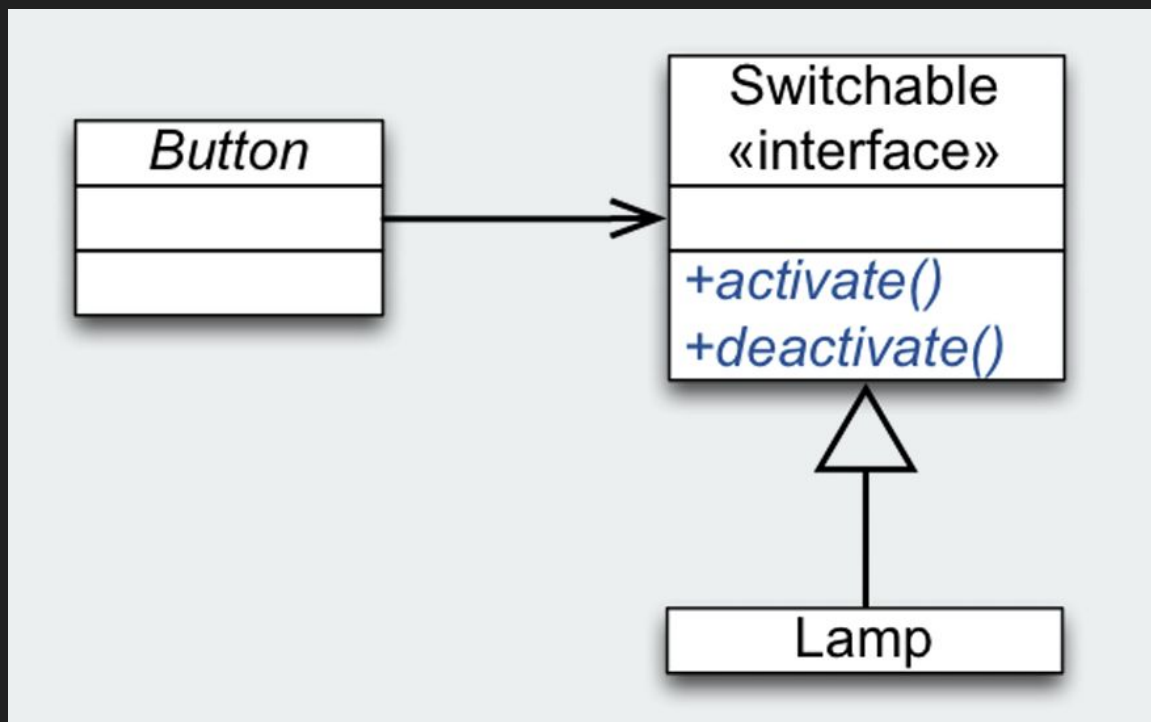 Button
Switchable
«interface»
+activate()
+deactivate()
Lamp